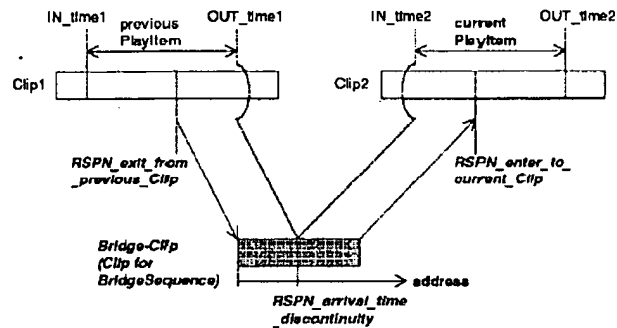 IN_time1
previous
PlayItem
OUT_time1
IN_time2
current
PlayItem
OUT_time2
Clip1
Clip2
RSPN_exit_from
_previous_Clip
RSPN_enter_to_
current_Clip
Bridge-Clip
(Clip for
BridgeSequence)
address
RSPN_arrival_time
_discontinuity